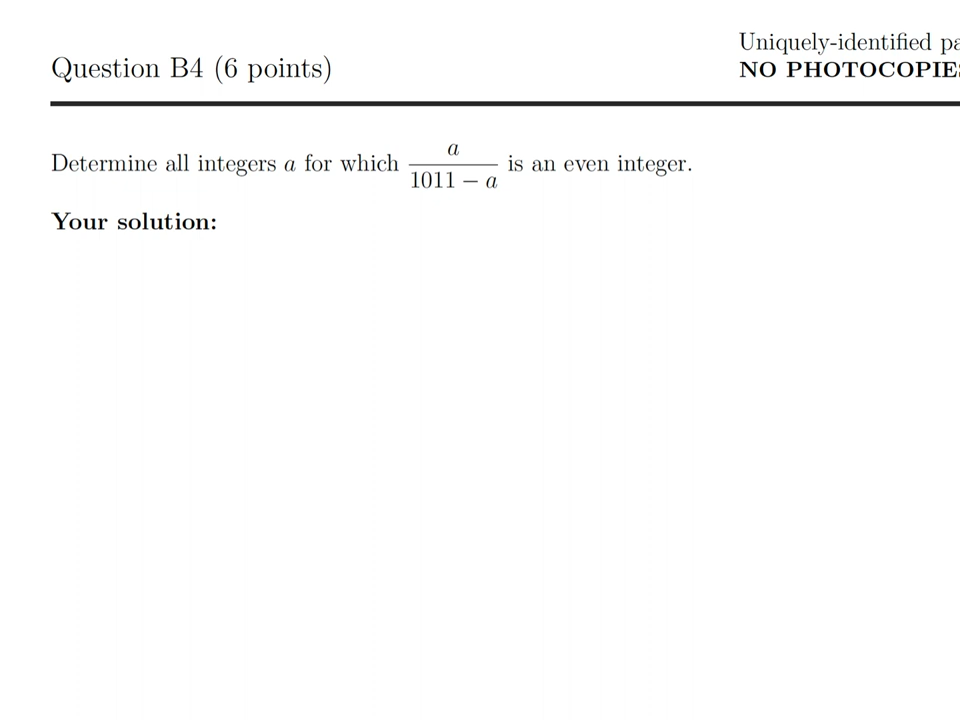 Uniquely-identified pa
Question B4 (6 points)
NO PHOTOCOPIES
Determine all integers a for which a / (1011 − a) is an even integer.
Your solution: